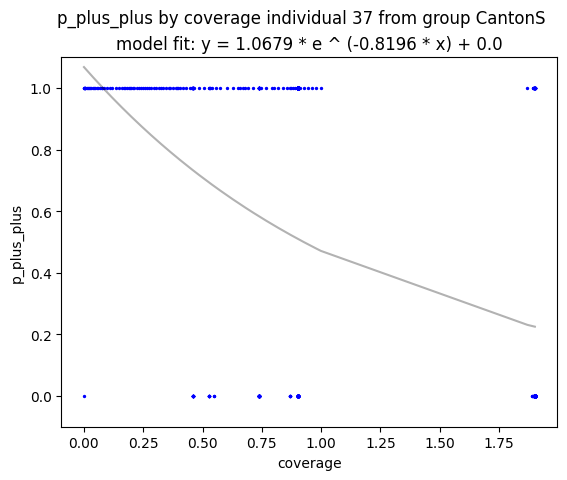 p_plus_plus by coverage individual 37 from group CantonS
model fit: y = 1.0679 * e ^ (-0.8196 * x) + 0.0
1.0
0.8
0.6
0.4
0.2
0.0
p_plus_plus
0.00 0.25 0.50 0.75 1.00 1.25 1.50 1.75
coverage